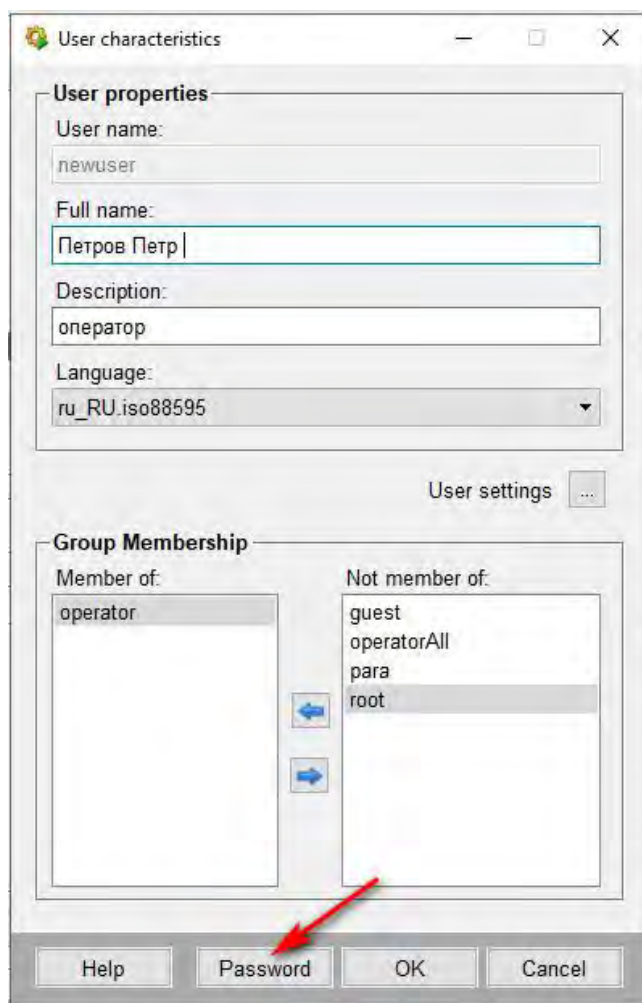 User characteristics
User properties
User name:
newuser
Full name:
Петров Петр
Description:
оператор
Language:
ru_RU.iso88595
User settings ...
Group Membership
Member of:
operator
Not member of:
guest
operatorAll
para
root
Help Password OK Cancel